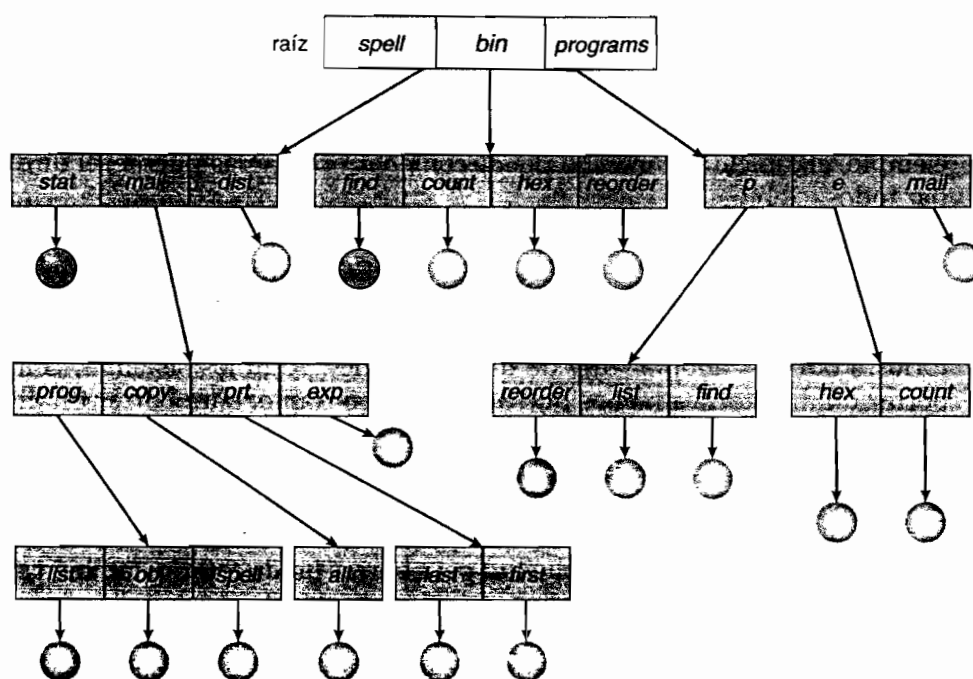 raíz spell bin programs
stat mail dist find count hex reorder p e mail
prog copy prt exp reorder list find hex count
list obj spell all last first